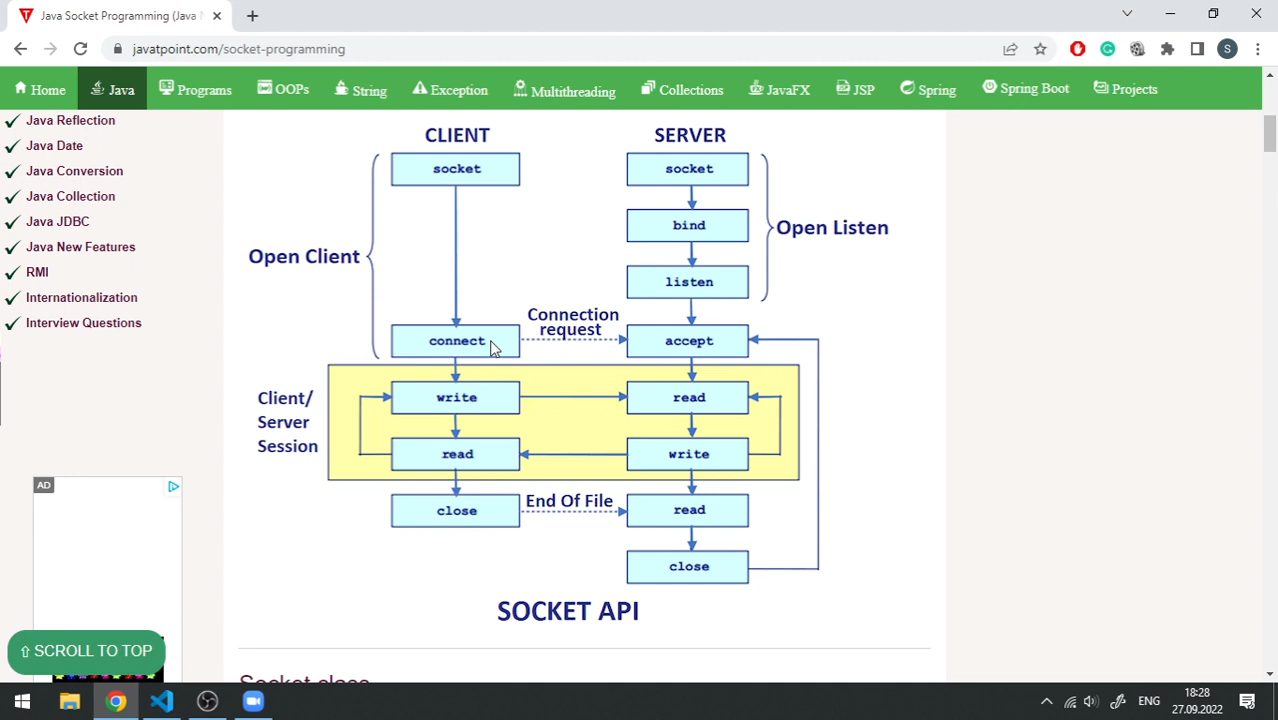 Java Socket Programming (Java N
javatpoint.com/socket-programming
S
Home
Java
Programs
OOPs
String
Exception
Multithreading
Collections
JavaFX
JSP
Spring
Spring Boot
Projects
Java Reflection
Java Date
Java Conversion
Java Collection
Java JDBC
Java New Features
RMI
Internationalization
Interview Questions
AD
⇧ SCROLL TO TOP
CLIENT
SERVER
socket
socket
bind
Open Listen
Open Client
listen
Connection
request
connect
accept
Client/
Server
Session
write
read
read
write
close
End Of File
read
close
SOCKET API
Socket class
ENG
18:28
27.09.2022